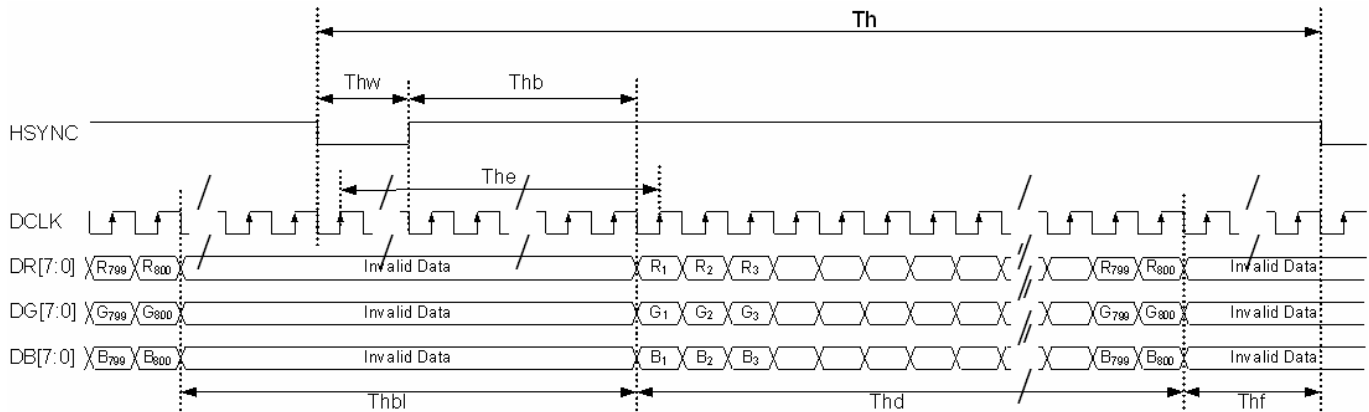 Th
Thw Thb
HSYNC
The
DCLK
DR[7:0] R799 R800 Invalid Data R1 R2 R3 R799 R800 Invalid Data
DG[7:0] G799 G800 Invalid Data G1 G2 G3 G799 G800 Invalid Data
DB[7:0] B799 B800 Invalid Data B1 B2 B3 B799 B800 Invalid Data
Thbl Thd Thf